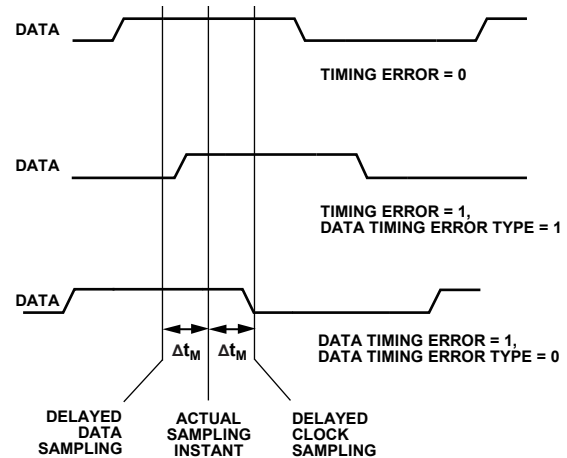 DATA
TIMING ERROR = 0
DATA
TIMING ERROR = 1,
DATA TIMING ERROR TYPE = 1
DATA
ΔtM ΔtM
DATA TIMING ERROR = 1,
DATA TIMING ERROR TYPE = 0
DELAYED
DATA
SAMPLING
ACTUAL
SAMPLING
INSTANT
DELAYED
CLOCK
SAMPLING